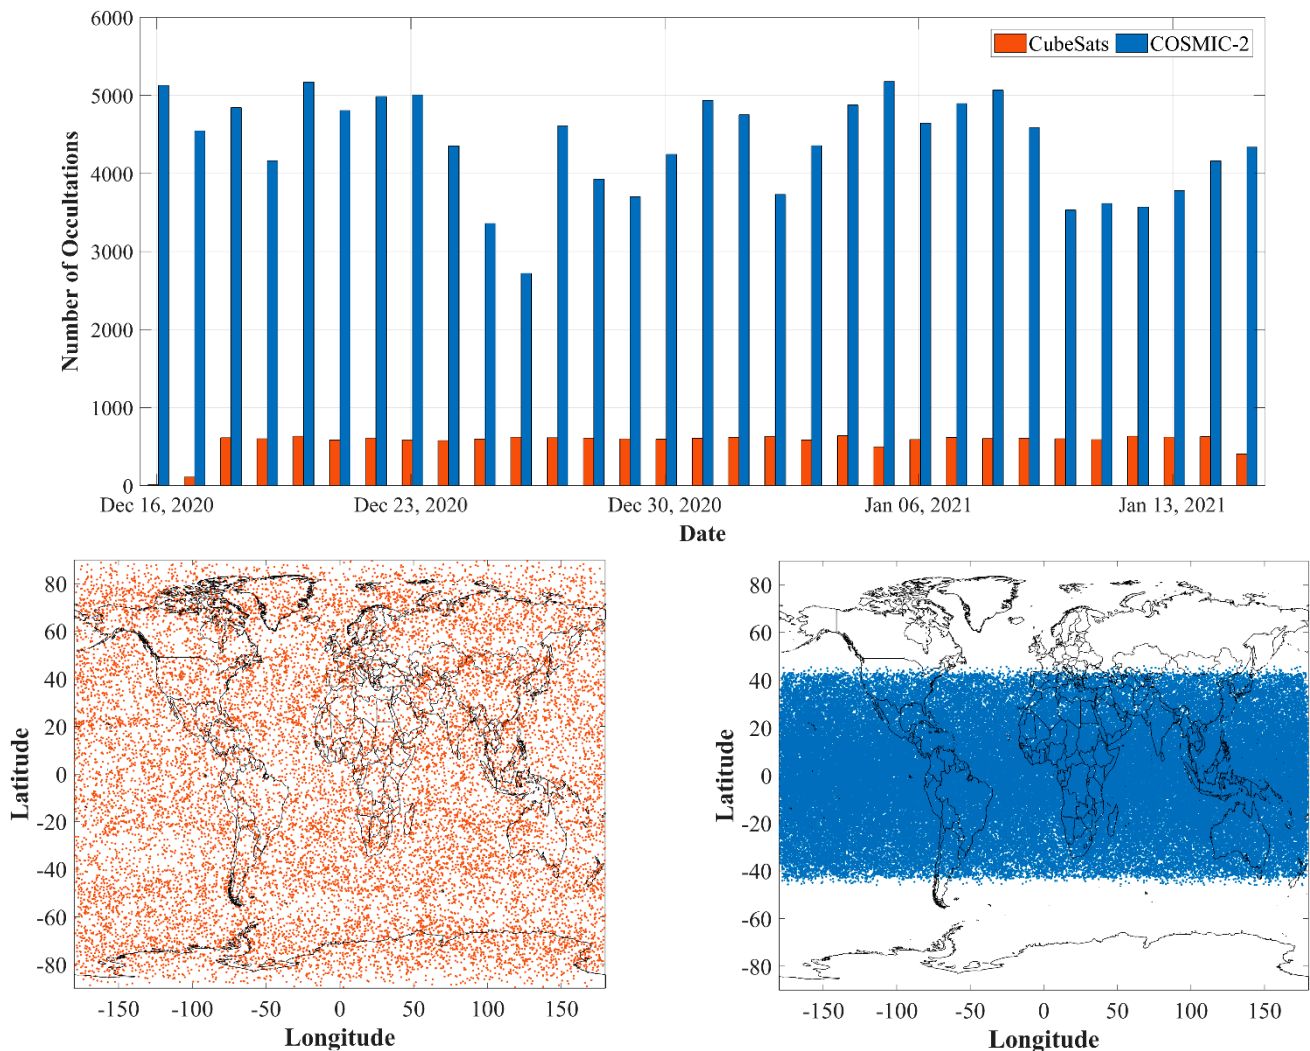 6000
5000
4000
3000
2000
1000
0
Number of Occultations
CubeSats COSMIC-2
Dec 16, 2020 Dec 23, 2020 Dec 30, 2020 Jan 06, 2021 Jan 13, 2021
Date
80
60
40
20
0
-20
-40
-60
-80
Latitude
-150 -100 -50 0 50 100 150
Longitude
80
60
40
20
0
-20
-40
-60
-80
Latitude
-150 -100 -50 0 50 100 150
Longitude